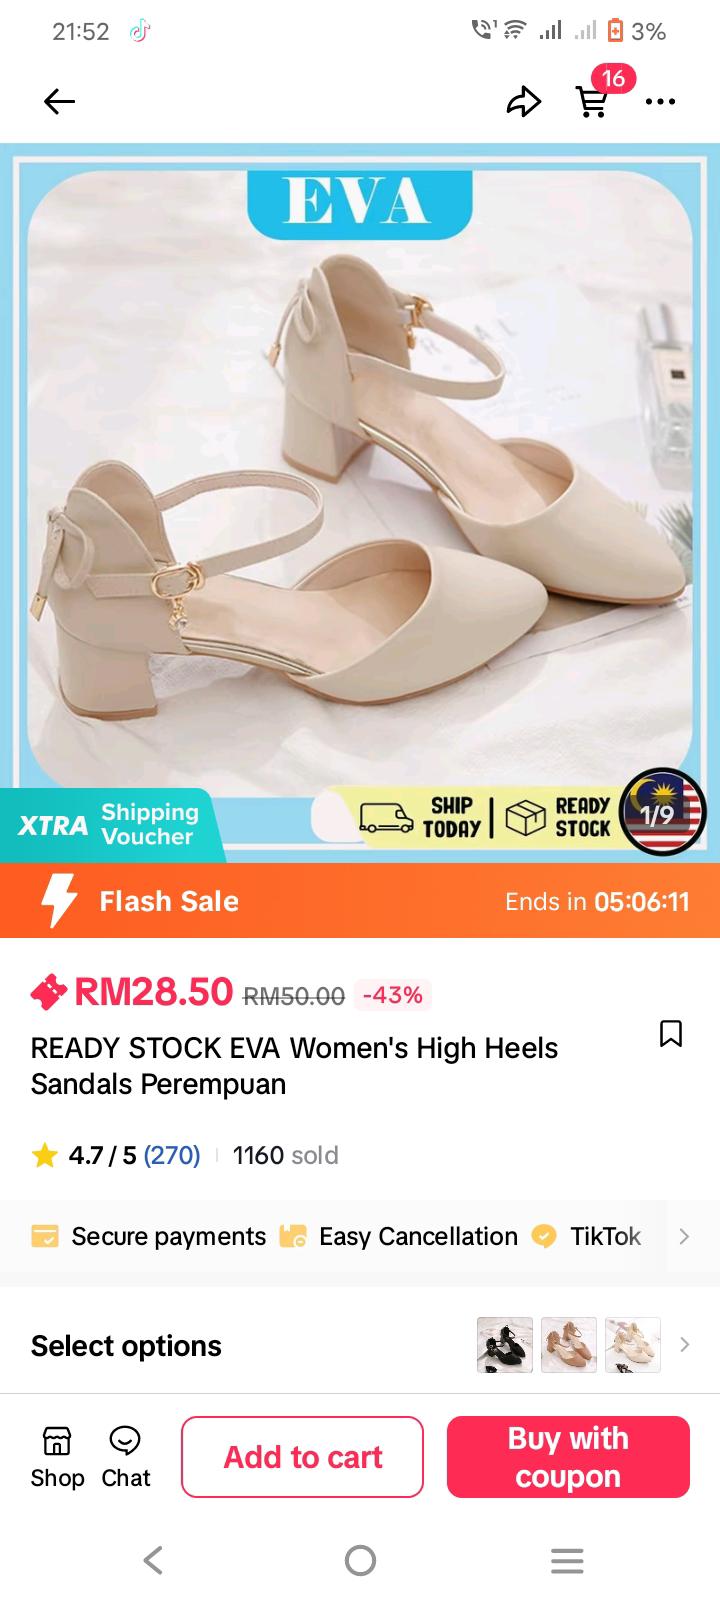 21:52
3%
16
EVA
XTRA Shipping Voucher
SHIP TODAY | READY STOCK
1/9
Flash Sale
Ends in 05:06:11
RM28.50 RM50.00 -43%
READY STOCK EVA Women's High Heels
Sandals Perempuan
4.7 / 5 (270) 1160 sold
Secure payments Easy Cancellation TikTok
Select options
Shop
Chat
Add to cart
Buy with
coupon